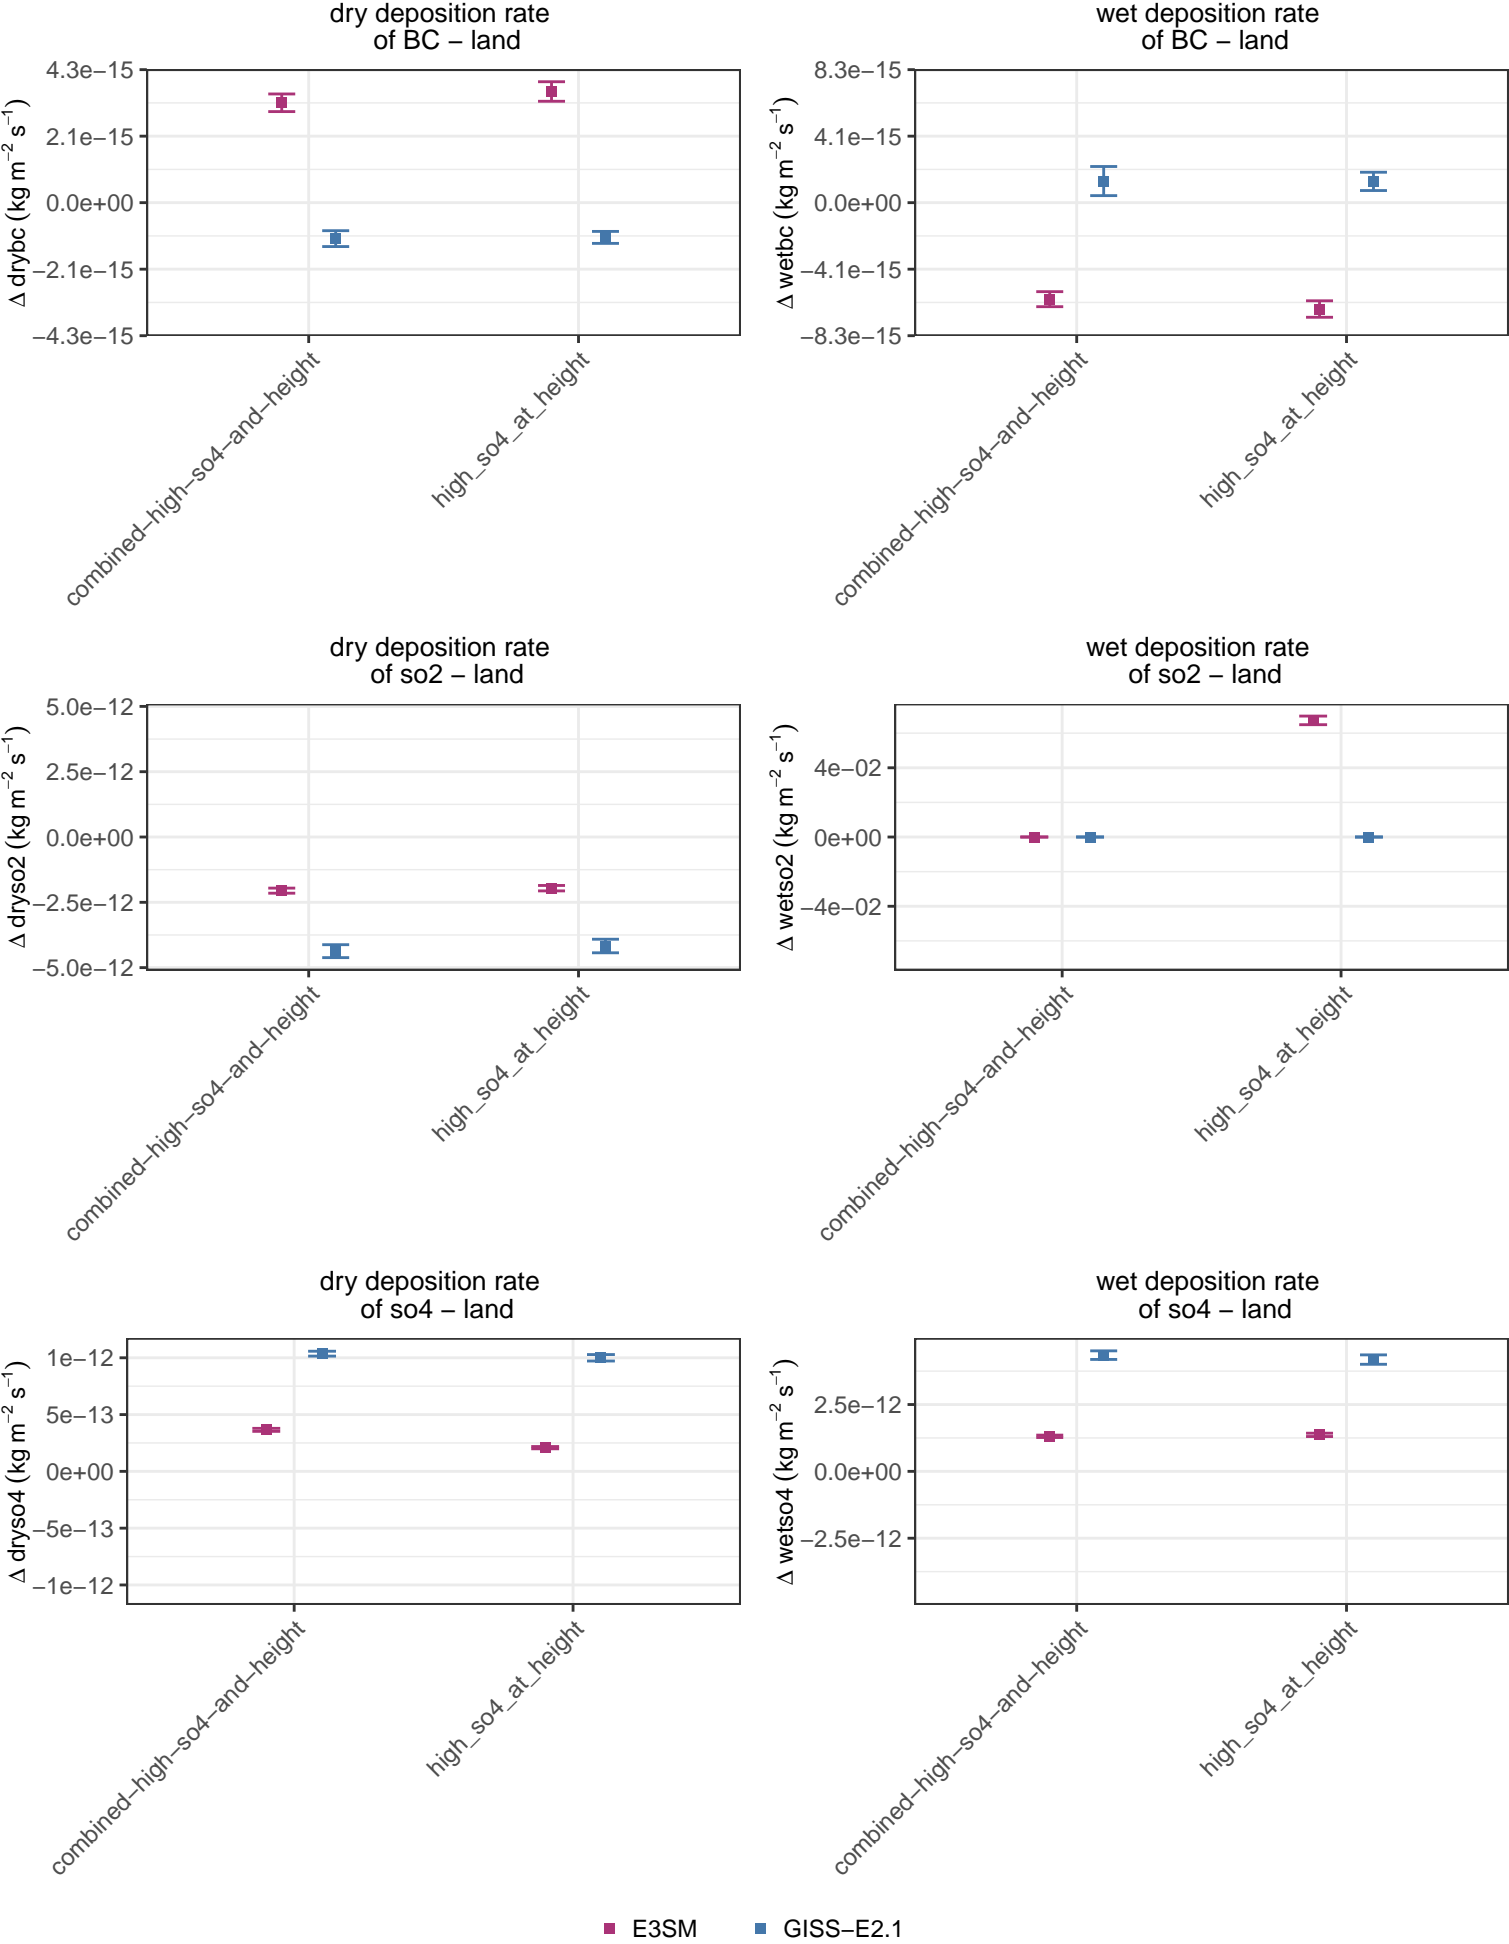 dry deposition rate
of BC − land
Δ drybc (kg m⁻² s⁻¹)
4.3e−15
2.1e−15
0.0e+00
−2.1e−15
−4.3e−15
combined−high−so4−and−height
high_so4_at_height
wet deposition rate
of BC − land
Δ wetbc (kg m⁻² s⁻¹)
8.3e−15
4.1e−15
0.0e+00
−4.1e−15
−8.3e−15
combined−high−so4−and−height
high_so4_at_height
dry deposition rate
of so2 − land
Δ dryso2 (kg m⁻² s⁻¹)
5.0e−12
2.5e−12
0.0e+00
−2.5e−12
−5.0e−12
combined−high−so4−and−height
high_so4_at_height
wet deposition rate
of so2 − land
Δ wetso2 (kg m⁻² s⁻¹)
4e−02
0e+00
−4e−02
combined−high−so4−and−height
high_so4_at_height
dry deposition rate
of so4 − land
Δ dryso4 (kg m⁻² s⁻¹)
1e−12
5e−13
0e+00
−5e−13
−1e−12
combined−high−so4−and−height
high_so4_at_height
wet deposition rate
of so4 − land
Δ wetso4 (kg m⁻² s⁻¹)
2.5e−12
0.0e+00
−2.5e−12
combined−high−so4−and−height
high_so4_at_height
E3SM
GISS−E2.1